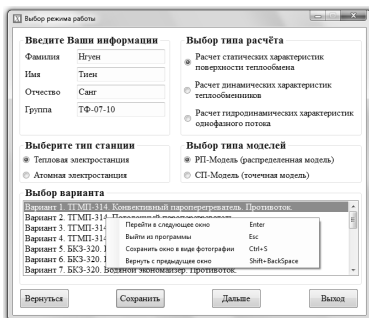 Выбор режима работы
Введите Ваши информации
Фамилия Нгуен
Имя Тиен
Отчество Санг
Группа ТФ-07-10
Выбор типа расчёта
Расчет статических характеристик
поверхности теплообмена
Расчет динамических характеристик
теплообменников
Расчет гидродинамических характеристик
однофазного потока
Выберите тип станции
Тепловая электростанция
Атомная электростанция
Выбор типа моделей
РП-Модель (распределенная модель)
СП-Модель (точечная модель)
Выбор варианта
Вариант 1. ТГМП-314. Конвективный пароперегреватель. Противоток.
Вариант 2. ТГМП-314. Потолочный пароперегреватель.
Вариант 3. ТГМП-314
Вариант 4. ТГМП-314
Вариант 5. БКЗ-320.
Вариант 6. БКЗ-320.
Вариант 7. БКЗ-320. Водяной экономайзер. Противоток.
Перейти в следующее окно Enter
Выйти из программы Esc
Сохранить окно в виде фотографии Ctrl+S
Вернуть с предыдущее окно Shift+BackSpace
Вернуться Сохранить Дальше Выход